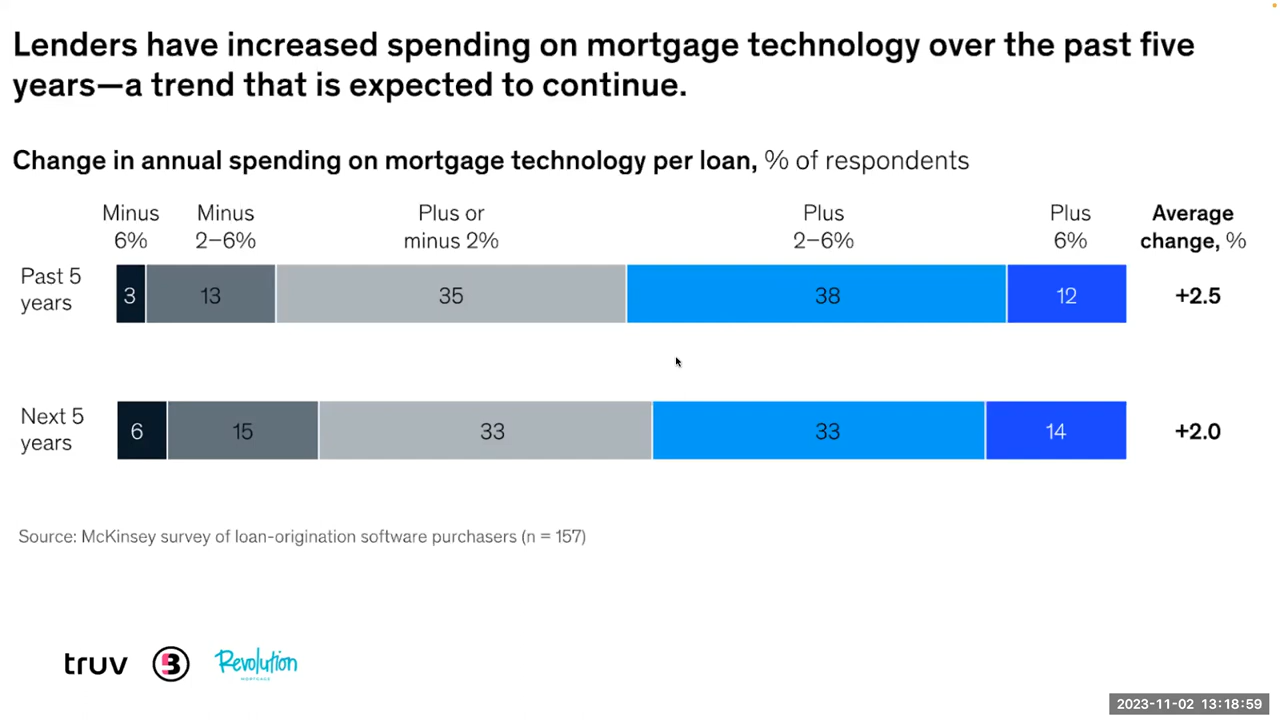 Lenders have increased spending on mortgage technology over the past five
years—a trend that is expected to continue.
Change in annual spending on mortgage technology per loan, % of respondents
Minus 6%
Minus 2–6%
Plus or minus 2%
Plus 2–6%
Plus 6%
Average change, %
Past 5 years
3 13 35 38 12 +2.5
Next 5 years
6 15 33 33 14 +2.0
Source: McKinsey survey of loan-origination software purchasers (n = 157)
truv B Revolution
MORTGAGE
2023-11-02 13:18:59